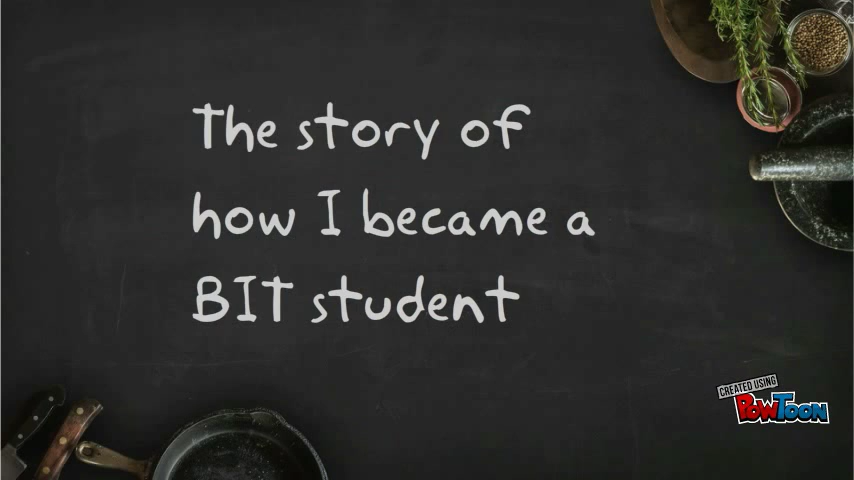 The story of
how I became a
BIT student
CREATED USING
POWTOON